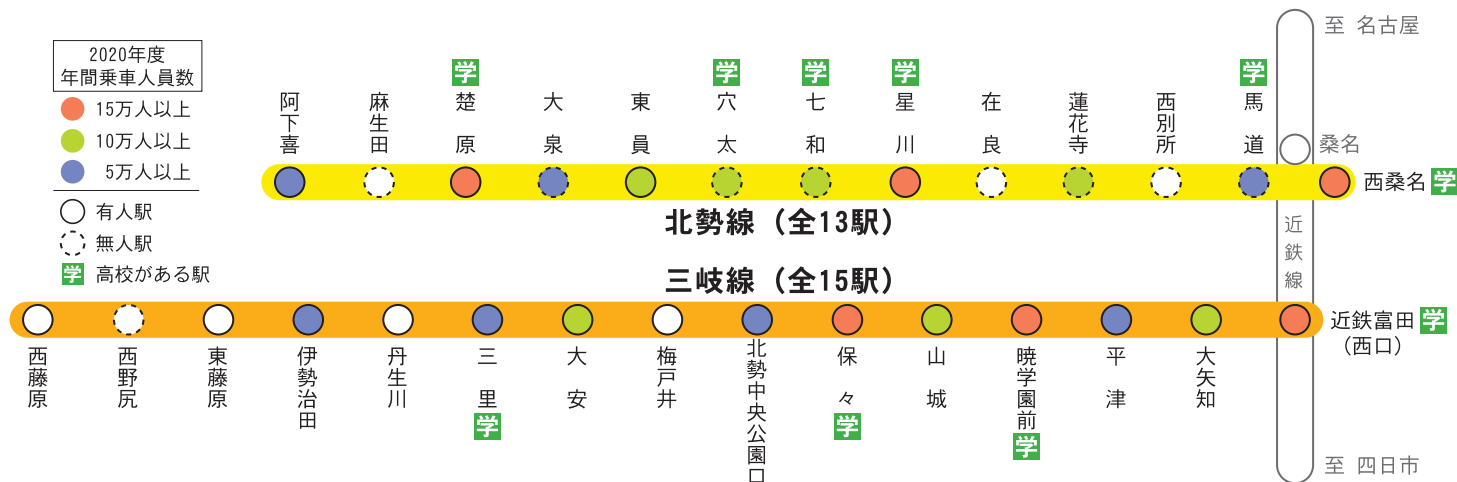 2020年度
年間乗車人員数
15万人以上
10万人以上
5万人以上
有人駅
無人駅
学 高校がある駅
至 名古屋
桑名
学
学
学
学
学
阿下喜
麻生田
楚原
大泉
東員
穴太
七和
星川
在良
蓮花寺
西別所
馬道
西桑名 学
北勢線（全13駅）
近鉄線
三岐線（全15駅）
近鉄富田 学
（西口）
西藤原
西野尻
東藤原
伊勢治田
丹生川
三里
学
大安
梅戸井
北勢中央公園口
保々
学
山城
暁学園前
学
平津
大矢知
至 四日市